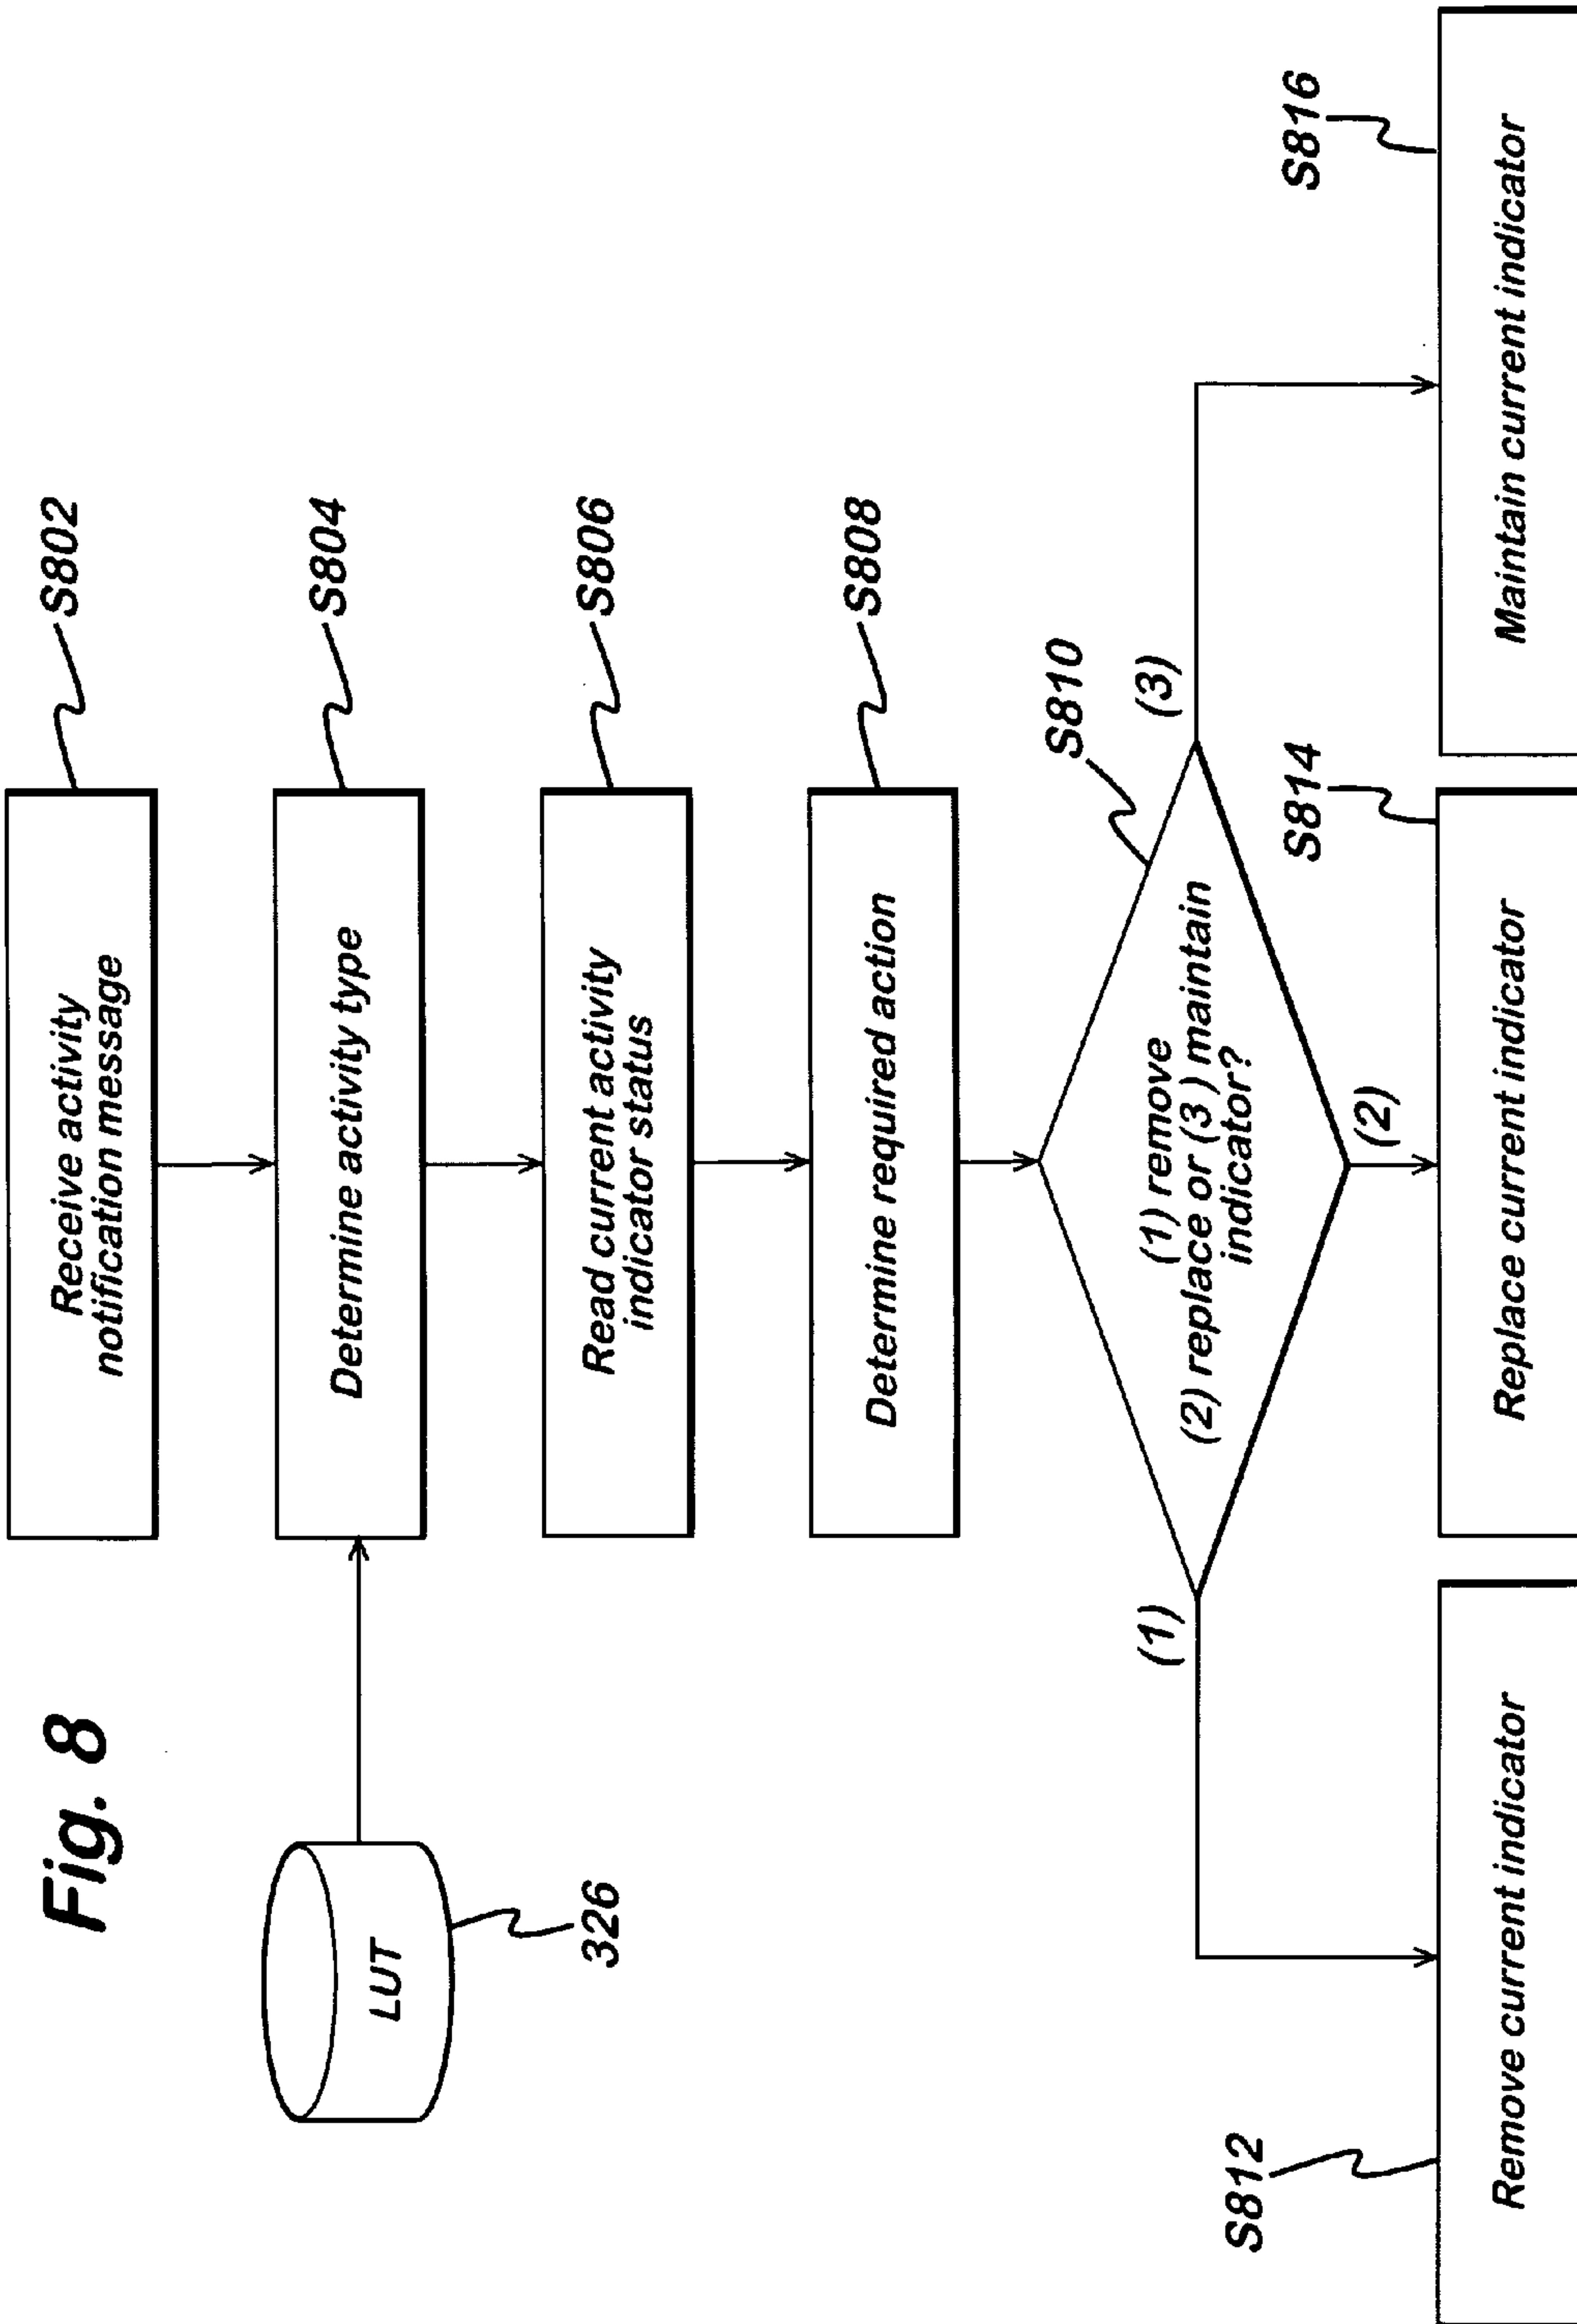 Fig. 8
Receive activity
notification message
S802
LUT
326
Determine activity type
S804
Read current activity
indicator status
S806
Determine required action
S808
(1) remove
(2) replace or (3) maintain
indicator?
S810
(1)
(2)
(3)
S812
Remove current indicator
S814
Replace current indicator
S816
Maintain current indicator